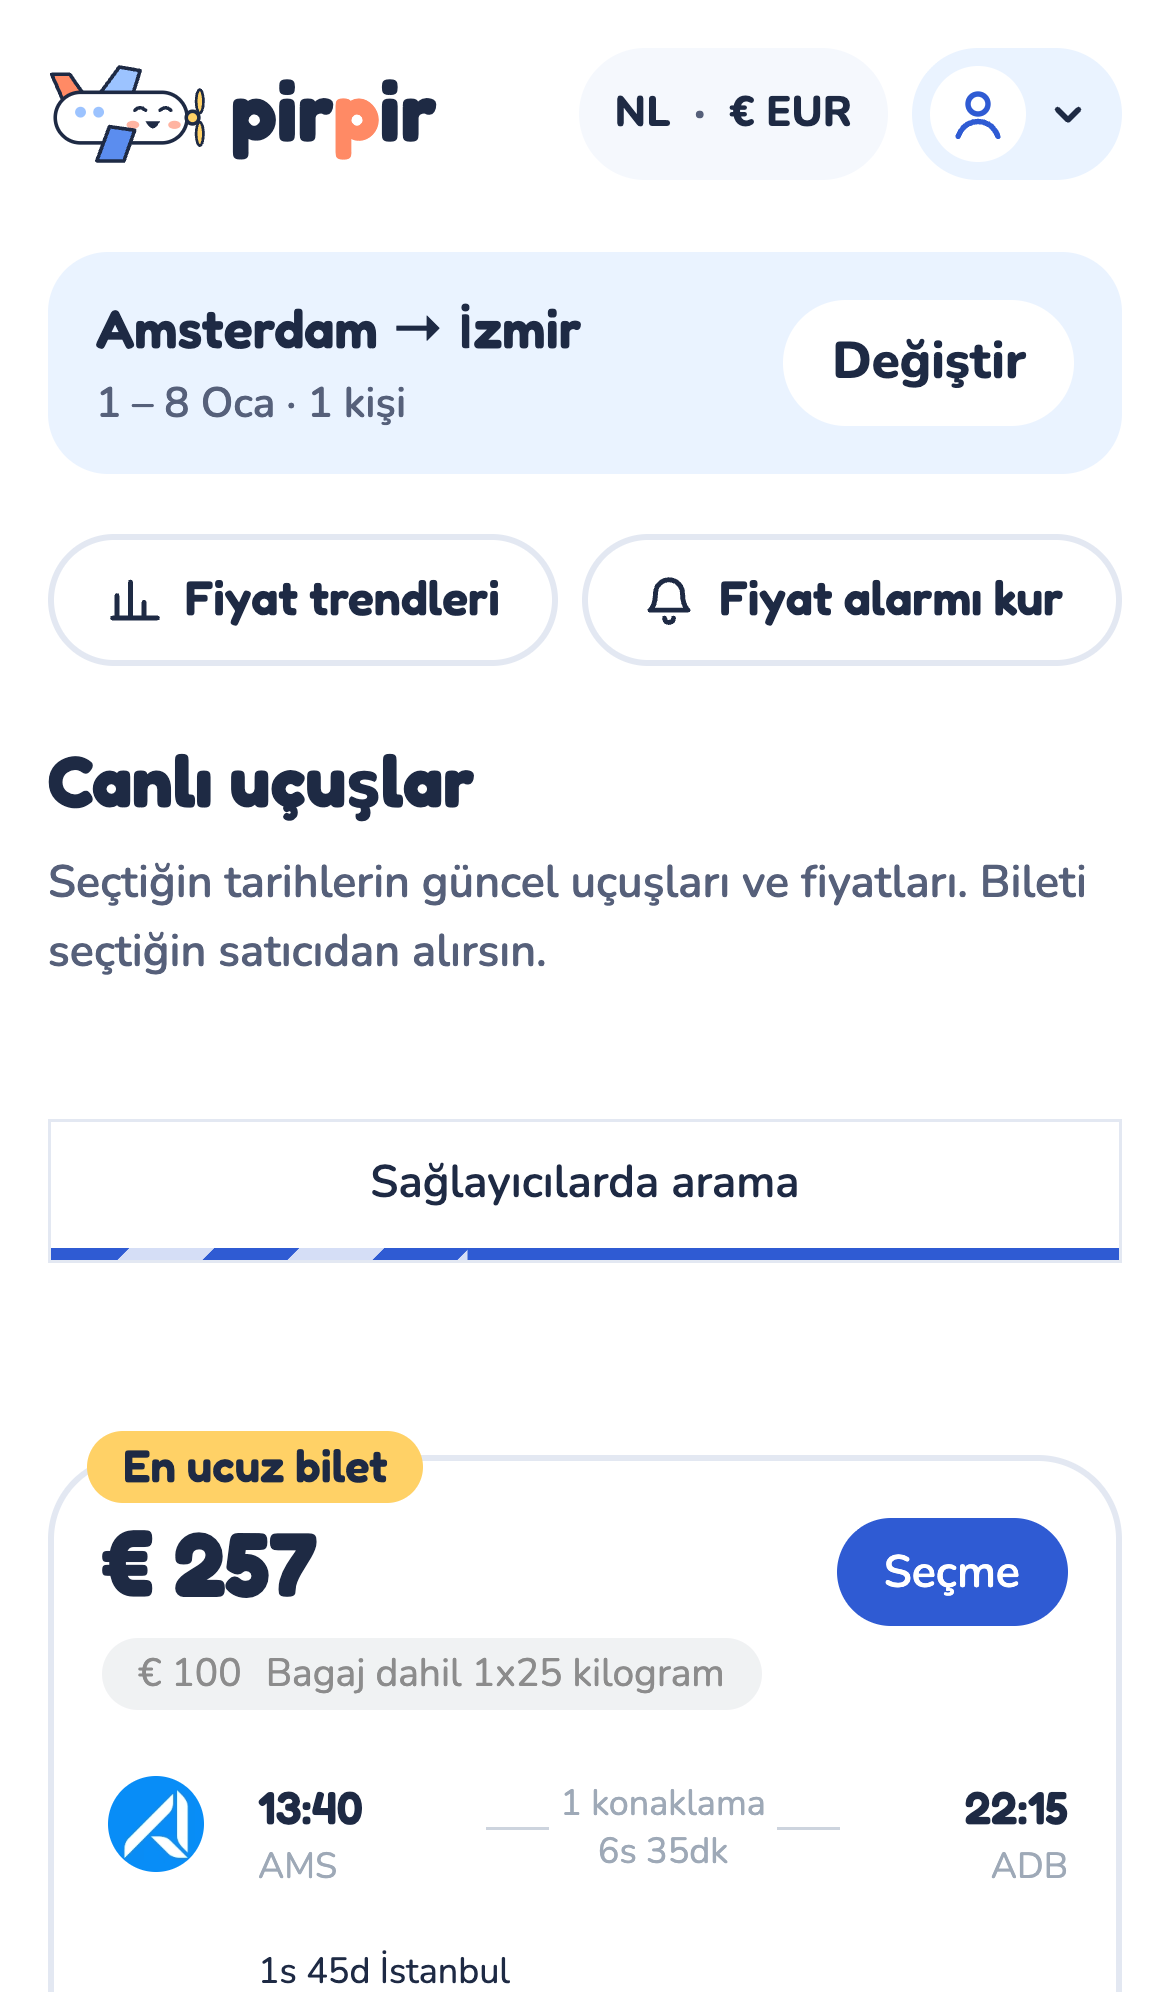 pirpir
NL · € EUR
Amsterdam → İzmir
1 – 8 Oca · 1 kişi
Değiştir
Fiyat trendleri
Fiyat alarmı kur
Canlı uçuşlar
Seçtiğin tarihlerin güncel uçuşları ve fiyatları. Bileti
seçtiğin satıcıdan alırsın.
Sağlayıcılarda arama
En ucuz bilet
€ 257
Seçme
€ 100 Bagaj dahil 1x25 kilogram
13:40
AMS
1 konaklama
6s 35dk
22:15
ADB
1s 45d İstanbul